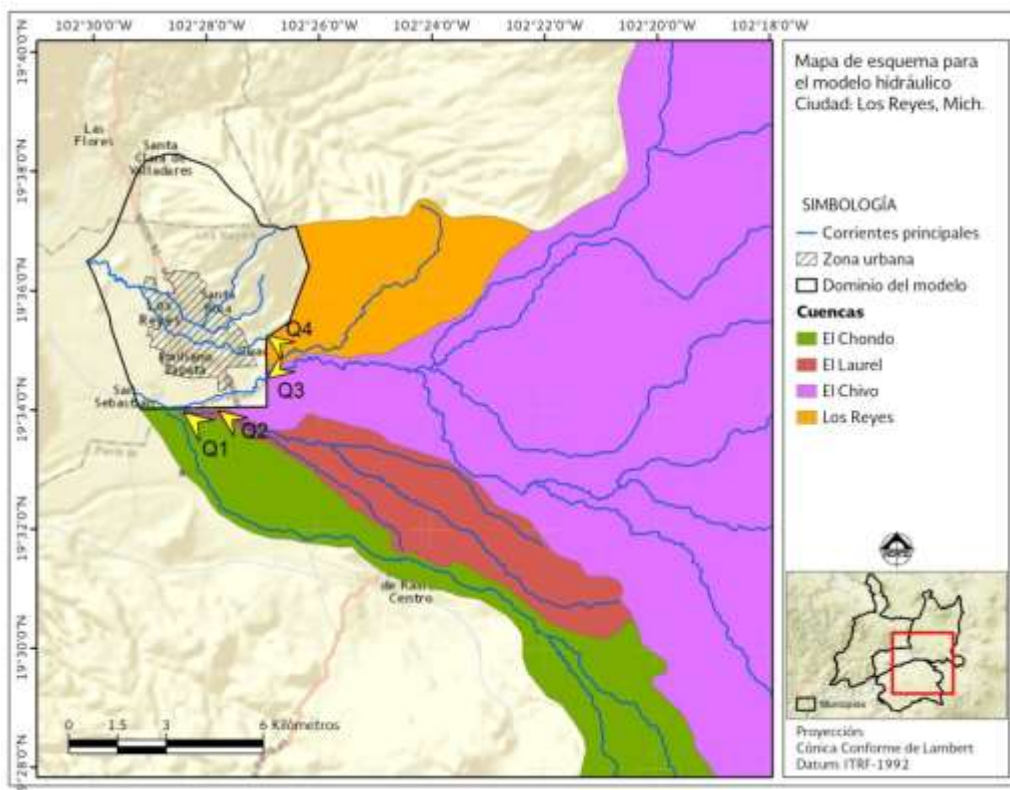 102°30'0"W 102°28'0"W 102°26'0"W 102°24'0"W 102°22'0"W 102°20'0"W 102°18'0"W
19°40'0"N
19°38'0"N
19°36'0"N
19°34'0"N
19°32'0"N
19°30'0"N
9°28'0"N
Las
Flores
Santa
Clara de
Valladares
Los Reyes
Santa
Rosa
Los
Reyes
Emiliano
Zapata
San
Sebastián
Q4
Q3
Q2
Q1
Centro
0 1.5 3 6 Kilómetros
Mapa de esquema para
el modelo hidráulico
Ciudad: Los Reyes, Mich.
SIMBOLOGÍA
Corrientes principales
Zona urbana
Dominio del modelo
Cuencas
El Chondo
El Laurel
El Chivo
Los Reyes
NORTE
Municipios
Proyección:
Cónica Conforme de Lambert
Datum: ITRF-1992